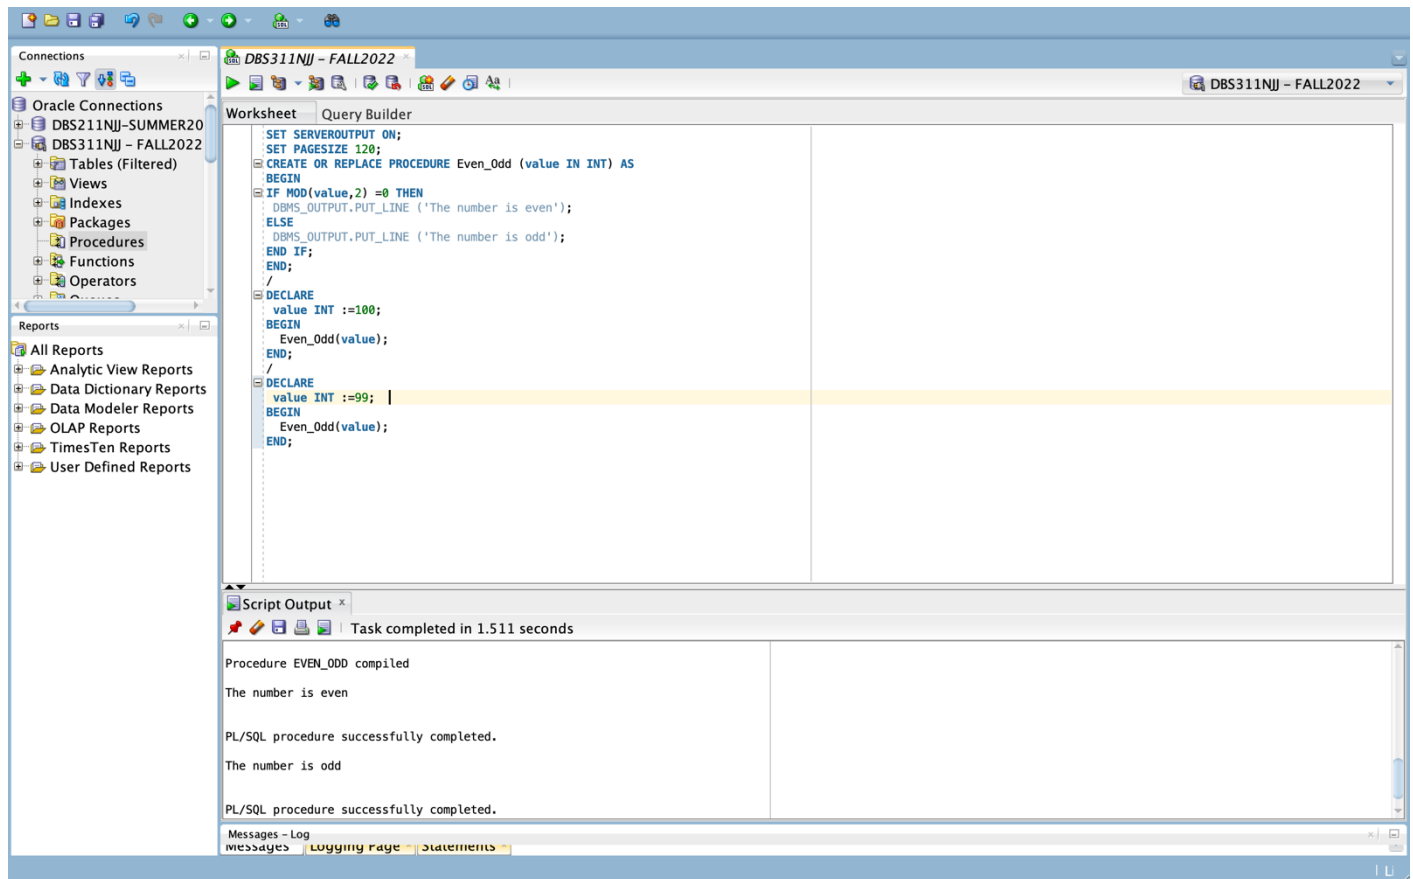 Connections
Oracle Connections
DBS211NJJ-SUMMER20
DBS311NJJ - FALL2022
Tables (Filtered)
Views
Indexes
Packages
Procedures
Functions
Operators
Queues
Reports
All Reports
Analytic View Reports
Data Dictionary Reports
Data Modeler Reports
OLAP Reports
TimesTen Reports
User Defined Reports
DBS311NJJ - FALL2022
DBS311NJJ - FALL2022
Worksheet Query Builder
SET SERVEROUTPUT ON;
SET PAGESIZE 120;
CREATE OR REPLACE PROCEDURE Even_Odd (value IN INT) AS
BEGIN
IF MOD(value,2) =0 THEN
DBMS_OUTPUT.PUT_LINE ('The number is even');
ELSE
DBMS_OUTPUT.PUT_LINE ('The number is odd');
END IF;
END;
/
DECLARE
value INT :=100;
BEGIN
Even_Odd(value);
END;
/
DECLARE
value INT :=99;
BEGIN
Even_Odd(value);
END;
Script Output
Task completed in 1.511 seconds
Procedure EVEN_ODD compiled
The number is even
PL/SQL procedure successfully completed.
The number is odd
PL/SQL procedure successfully completed.
Messages - Log
Messages Logging Page Statements